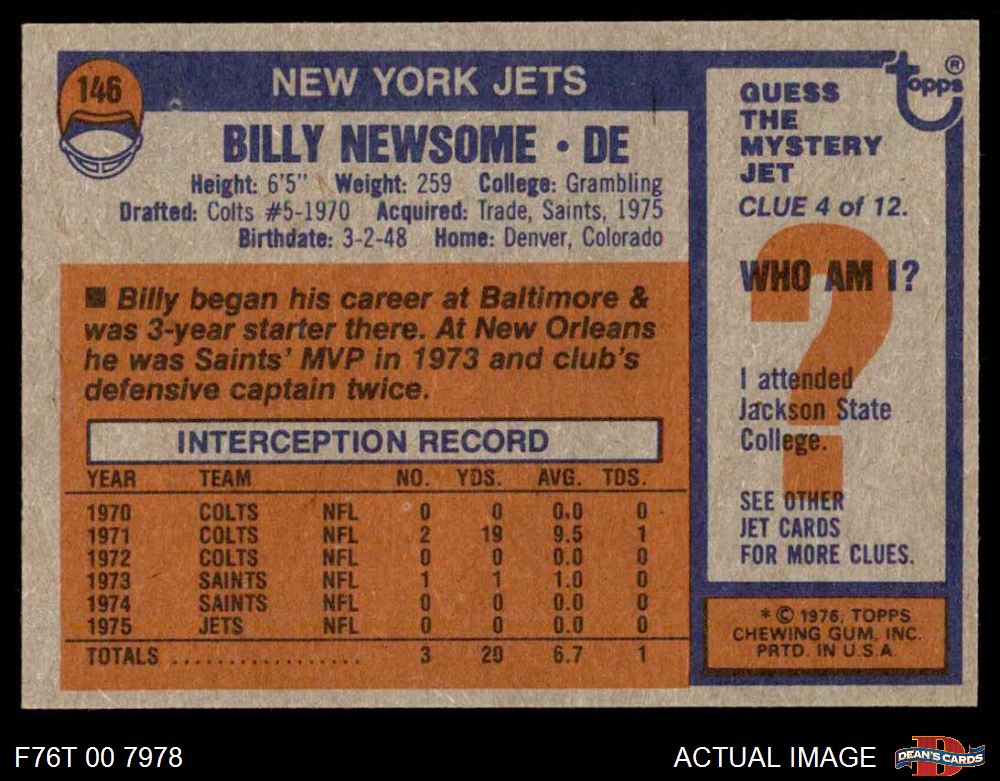 146
NEW YORK JETS
BILLY NEWSOME • DE
Height: 6'5" Weight: 259 College: Grambling
Drafted: Colts #5-1970 Acquired: Trade, Saints, 1975
Birthdate: 3-2-48 Home: Denver, Colorado
■ Billy began his career at Baltimore &
was 3-year starter there. At New Orleans
he was Saints' MVP in 1973 and club's
defensive captain twice.
INTERCEPTION RECORD
YEAR TEAM NO. YDS. AVG. TDS.
1970 COLTS NFL 0 0 0.0 0
1971 COLTS NFL 2 19 9.5 1
1972 COLTS NFL 0 0 0.0 0
1973 SAINTS NFL 1 1 1.0 0
1974 SAINTS NFL 0 0 0.0 0
1975 JETS NFL 0 0 0.0 0
TOTALS .................. 3 20 6.7 1
topps ®
GUESS
THE
MYSTERY
JET
CLUE 4 of 12.
WHO AM I?
?
I attended
Jackson State
College.
SEE OTHER
JET CARDS
FOR MORE CLUES.
* © 1976, TOPPS
CHEWING GUM, INC.
PRTD. IN U.S.A.
F76T 00 7978
ACTUAL IMAGE
D
DEAN'S CARDS